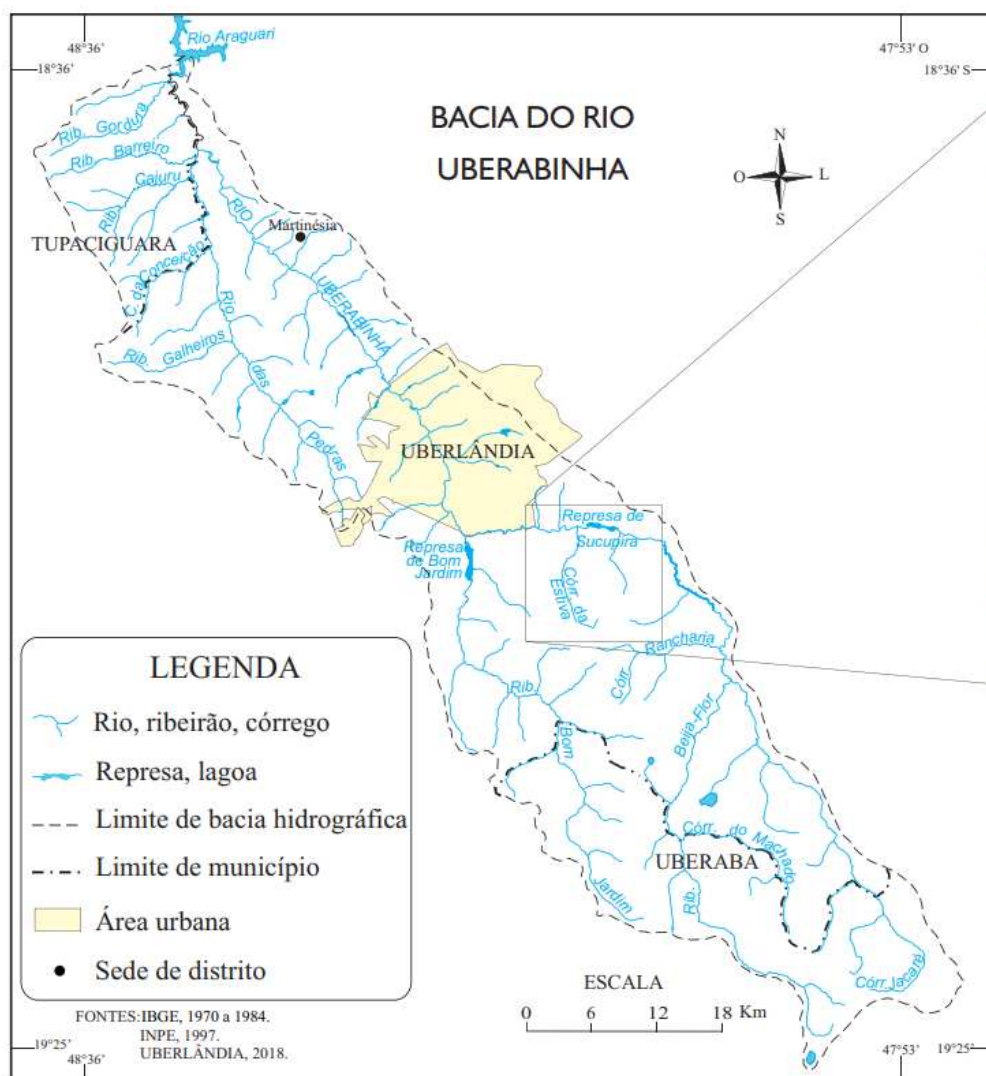 Rio Araguari
48°36'
47°53' O
18°36'
18°36' S
BACIA DO RIO
UBERABINHA
N
O
L
S
Rib. Gordura
Rib. Barreiro
Rib. Cajuru
TUPACIGUARA
C. da Conceição
RIO
UBERABINHA
Martinésia
Rio das Pedras
Rib. Galheiros
UBERLÂNDIA
Represa de
Sucupira
Represa
de Bom
Jardim
Córr. da
Estiva
Córr. Rancharia
Rib. Bom Jardim
Rib. Beija-Flor
Córr. do Machado
UBERABA
Córr. Jacaré
LEGENDA
Rio, ribeirão, córrego
Represa, lagoa
Limite de bacia hidrográfica
Limite de município
Área urbana
Sede de distrito
ESCALA
0 6 12 18 Km
FONTES:IBGE, 1970 a 1984.
INPE, 1997.
UBERLÂNDIA, 2018.
19°25'
48°36'
47°53'
19°25'